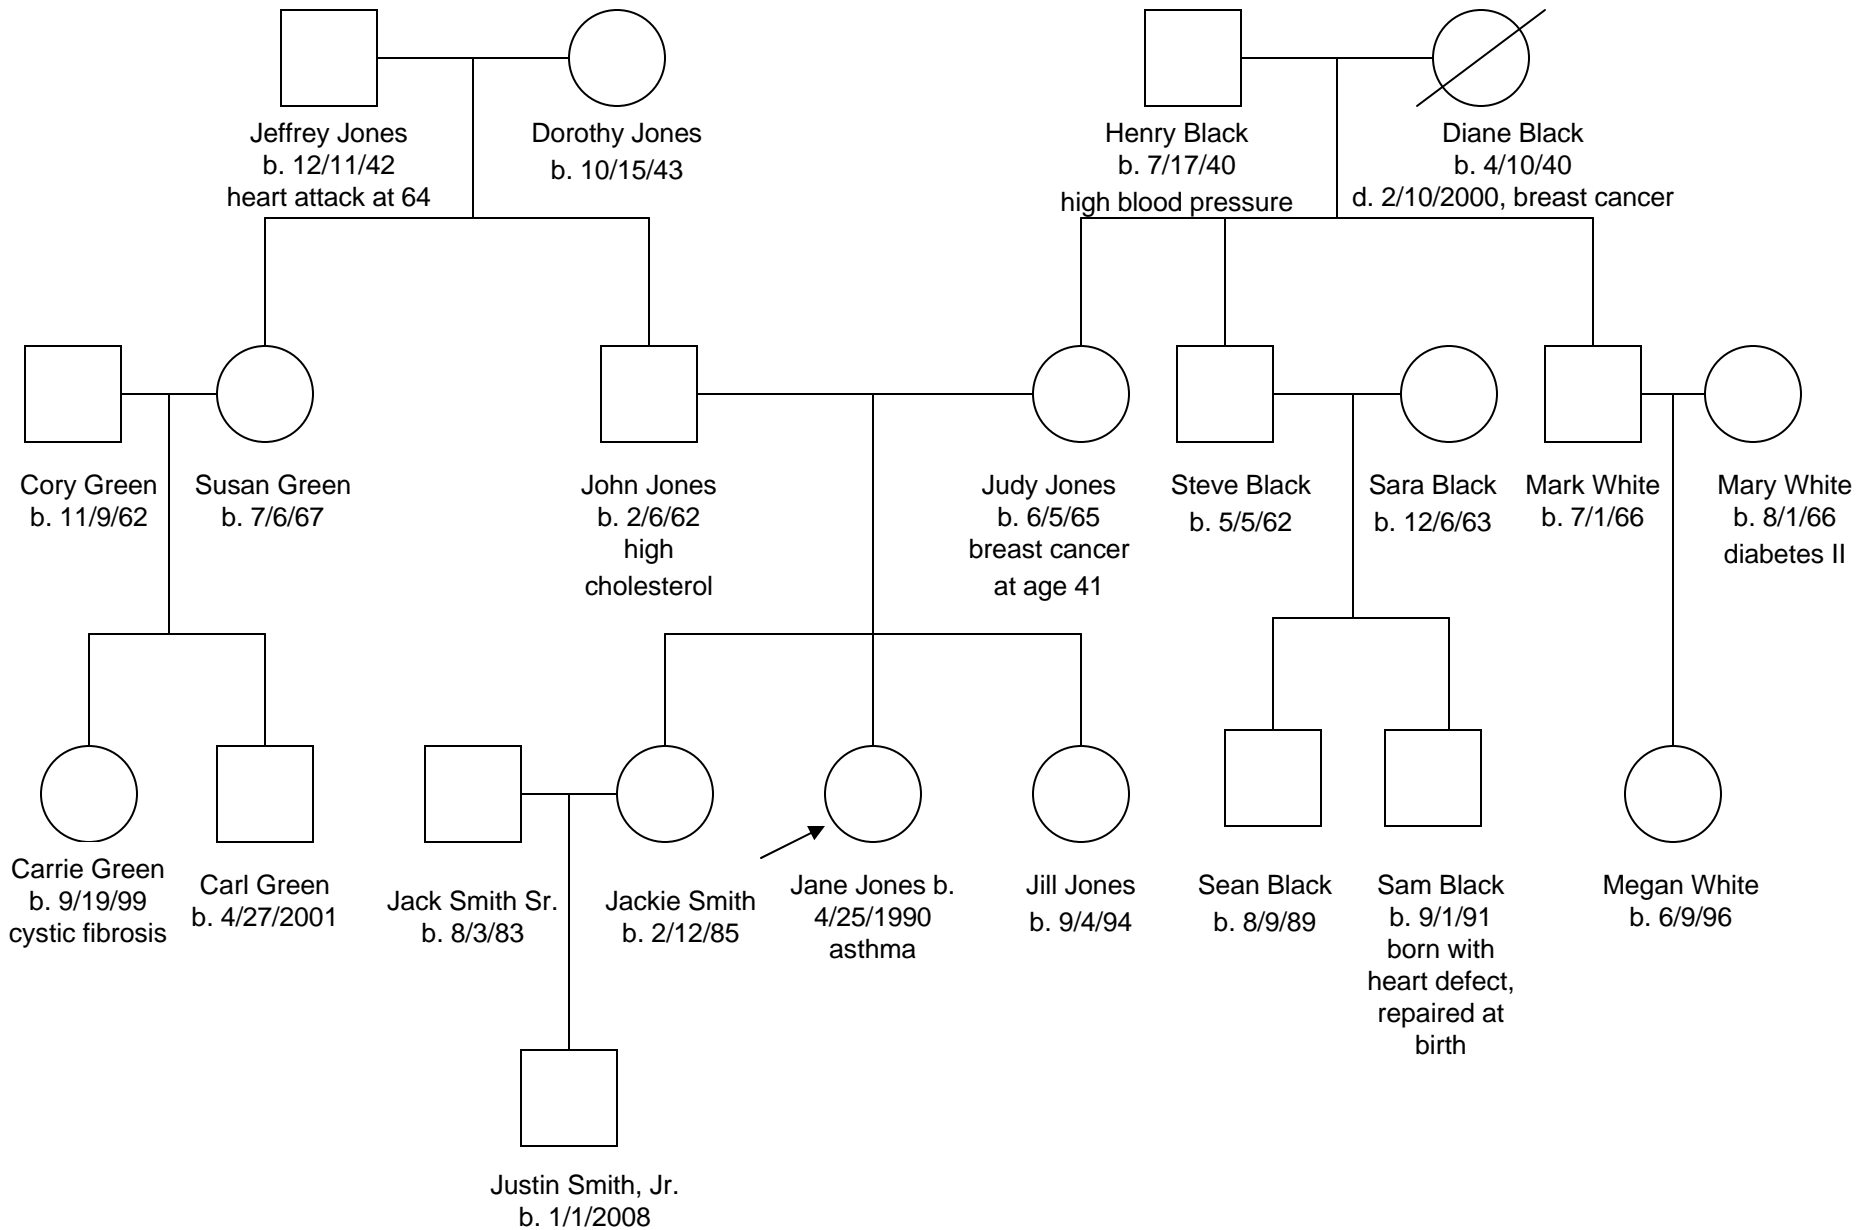 Jeffrey Jones
b. 12/11/42
heart attack at 64
Dorothy Jones
b. 10/15/43
Henry Black
b. 7/17/40
high blood pressure
Diane Black
b. 4/10/40
d. 2/10/2000, breast cancer
Cory Green
b. 11/9/62
Susan Green
b. 7/6/67
John Jones
b. 2/6/62
high
cholesterol
Judy Jones
b. 6/5/65
breast cancer
at age 41
Steve Black
b. 5/5/62
Sara Black
b. 12/6/63
Mark White
b. 7/1/66
Mary White
b. 8/1/66
diabetes II
Carrie Green
b. 9/19/99
cystic fibrosis
Carl Green
b. 4/27/2001
Jack Smith Sr.
b. 8/3/83
Jackie Smith
b. 2/12/85
Jane Jones b.
4/25/1990
asthma
Jill Jones
b. 9/4/94
Sean Black
b. 8/9/89
Sam Black
b. 9/1/91
born with
heart defect,
repaired at
birth
Megan White
b. 6/9/96
Justin Smith, Jr.
b. 1/1/2008